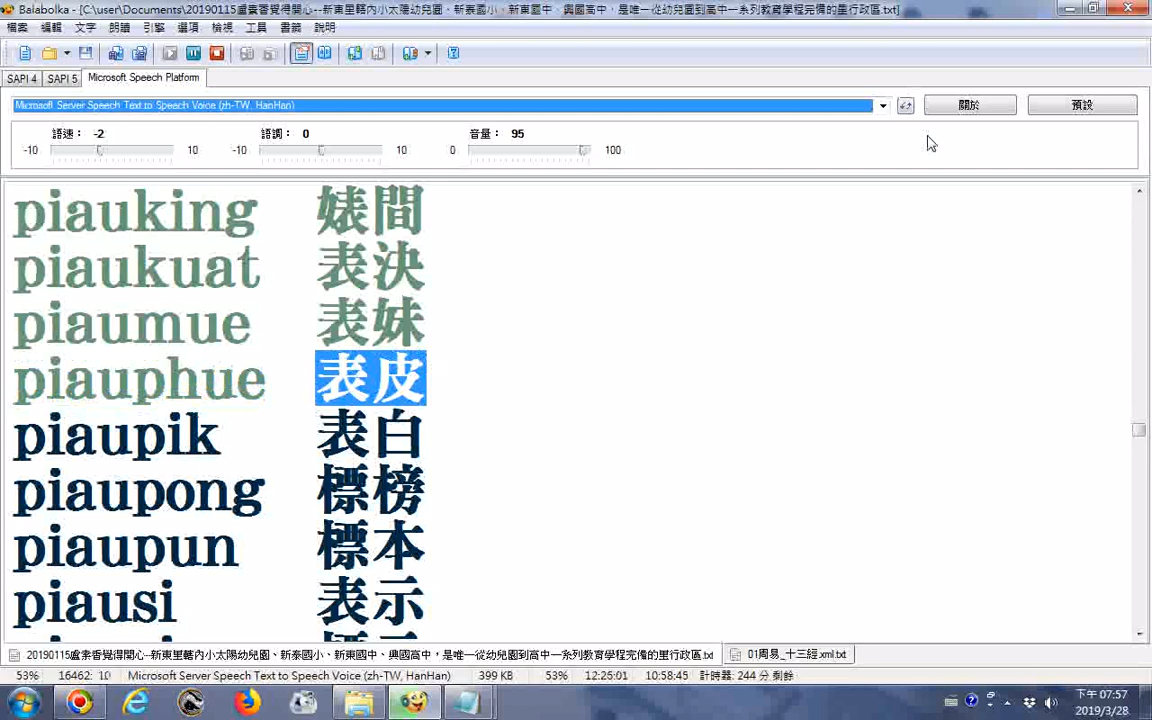 Balabolka - [C:\user\Documents\20190115盧素香覺得開心--新東里轄內小太陽幼兒園、新泰國小、新東國中、興國高中，是唯一從幼兒園到高中一系列教育學程完備的里行政區.txt]
檔案 編輯 文字 朗讀 引擎 選項 檢視 工具 書籤 說明
SAPI 4 SAPI 5 Microsoft Speech Platform
Microsoft Server Speech Text to Speech Voice (zh-TW, HanHan) 關於 預設
語速： -2 語調： 0 音量： 95
-10 10 -10 10 0 100
piauking 婊間
piaukuat 表決
piaumue 表妹
piauphue 表皮
piaupik 表白
piaupong 標榜
piaupun 標本
piausi 表示
20190115盧素香覺得開心--新東里轄內小太陽幼兒園、新泰國小、新東國中、興國高中，是唯一從幼兒園到高中一系列教育學程完備的里行政區.txt 01周易_十三經.xml.txt
53% 16462: 10 Microsoft Server Speech Text to Speech Voice (zh-TW, HanHan) 399 KB 53% 12:25:01 10:58:45 計時器: 244 分 剩餘
下午 07:57
2019/3/28